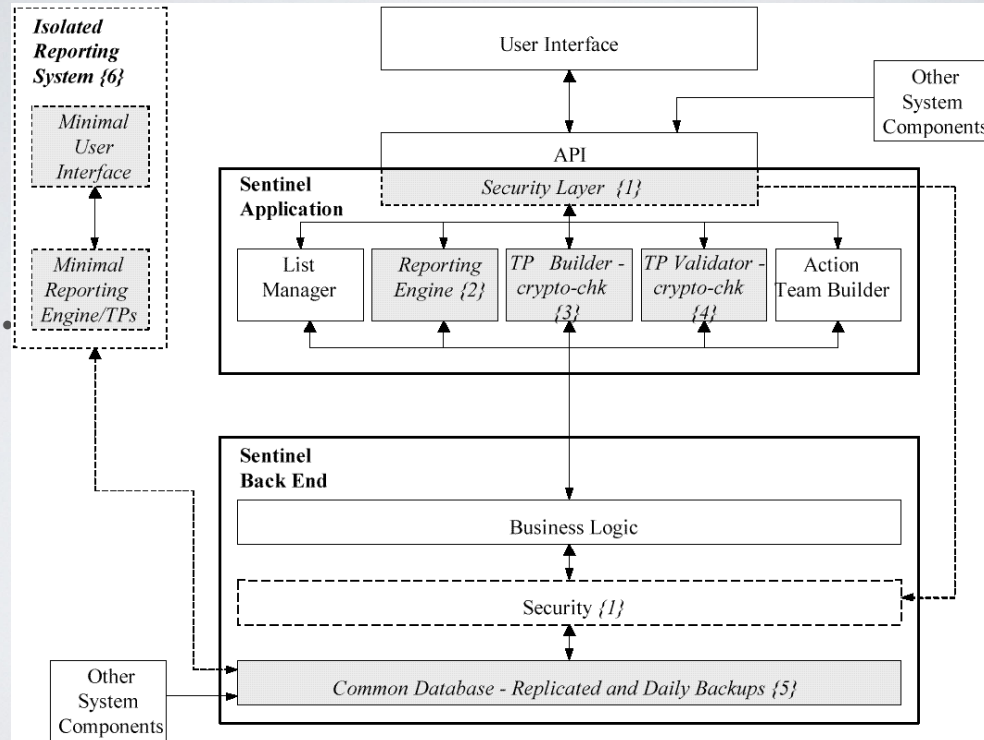 Isolated
Reporting
System {6}
Minimal
User
Interface
Minimal
Reporting
Engine/TPs
User Interface
Other
System
Components
API
Security Layer {1}
Sentinel
Application
List
Manager
Reporting
Engine {2}
TP Builder -
crypto-chk
{3}
TP Validator -
crypto-chk
{4}
Action
Team Builder
Sentinel
Back End
Business Logic
Security {1}
Other
System
Components
Common Database - Replicated and Daily Backups {5}